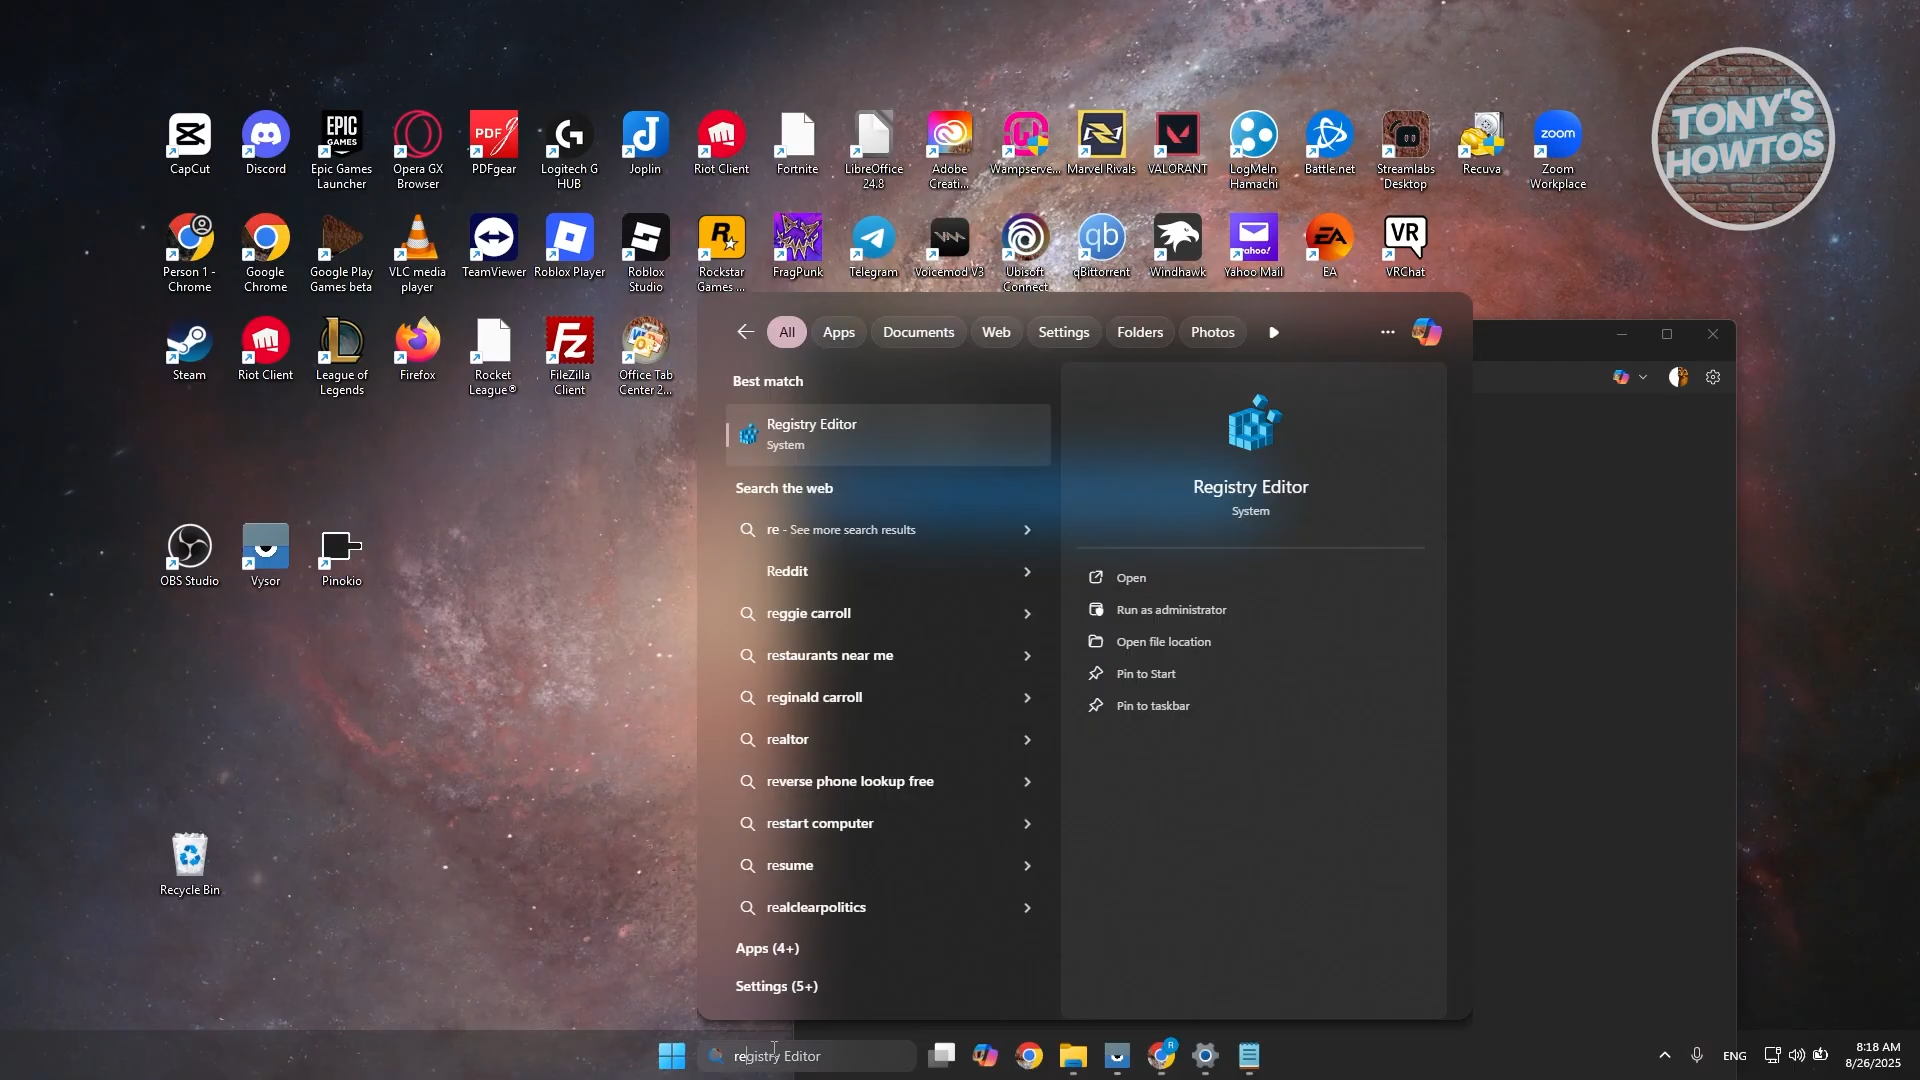 TONY'S
HOWTOS
EPIC
GAMES
PDF
zoom
CapCut
Discord
Epic Games
Launcher
Opera GX
Browser
PDFgear
Logitech G
HUB
Joplin
Riot Client
Fortnite
LibreOffice
24.8
Adobe
Creati...
Wampserve...
Marvel Rivals
VALORANT
LogMeIn
Hamachi
Battle.net
Streamlabs
Desktop
Recuva
Zoom
Workplace
qb
yahoo!
EA
VR
Person 1 -
Chrome
Google
Chrome
Google Play
Games beta
VLC media
player
TeamViewer
Roblox Player
Roblox
Studio
Rockstar
Games ...
FragPunk
Telegram
Voicemod V3
Ubisoft
Connect
qBittorrent
Windhawk
Yahoo Mail
EA
VRChat
Steam
Riot Client
League of
Legends
Firefox
Rocket
League®
FileZilla
Client
Office Tab
Center 2...
OBS Studio
Vysor
Pinokio
Recycle Bin
All
Apps
Documents
Web
Settings
Folders
Photos
Best match
Registry Editor
System
Search the web
re - See more search results
Reddit
reggie carroll
restaurants near me
reginald carroll
realtor
reverse phone lookup free
restart computer
resume
realclearpolitics
Apps (4+)
Settings (5+)
Registry Editor
System
Open
Run as administrator
Open file location
Pin to Start
Pin to taskbar
registry Editor
R
ENG
8:18 AM
8/26/2025